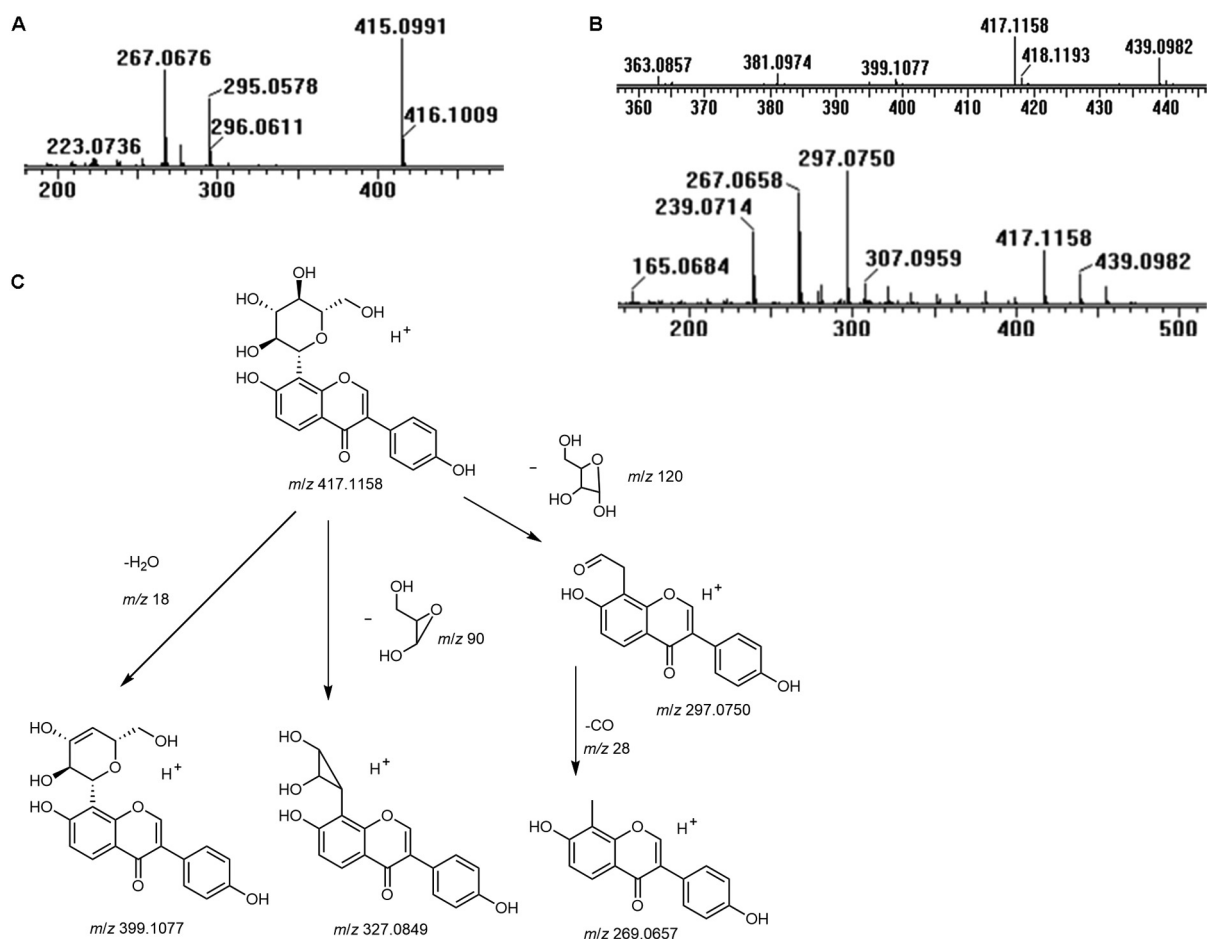 A
415.0991
267.0676
295.0578
296.0611
416.1009
223.0736
200 300 400
B
417.1158
363.0857 381.0974 399.1077 418.1193 439.0982
360 370 380 390 400 410 420 430 440
297.0750
267.0658
239.0714
417.1158
165.0684 307.0959 439.0982
200 300 400 500
C
OH
HO
OH
O
HO
H+
HO
O
O
OH
m/z 417.1158
-H2O
m/z 18
−
OH
O
HO
m/z 90
−
OH
O
HO
OH
m/z 120
O
HO
O
H+
O
OH
m/z 297.0750
-CO
m/z 28
HO
OH
HO
O
H+
HO
O
O
OH
m/z 399.1077
HO
HO
H+
HO
O
O
OH
m/z 327.0849
HO
O
H+
O
OH
m/z 269.0657